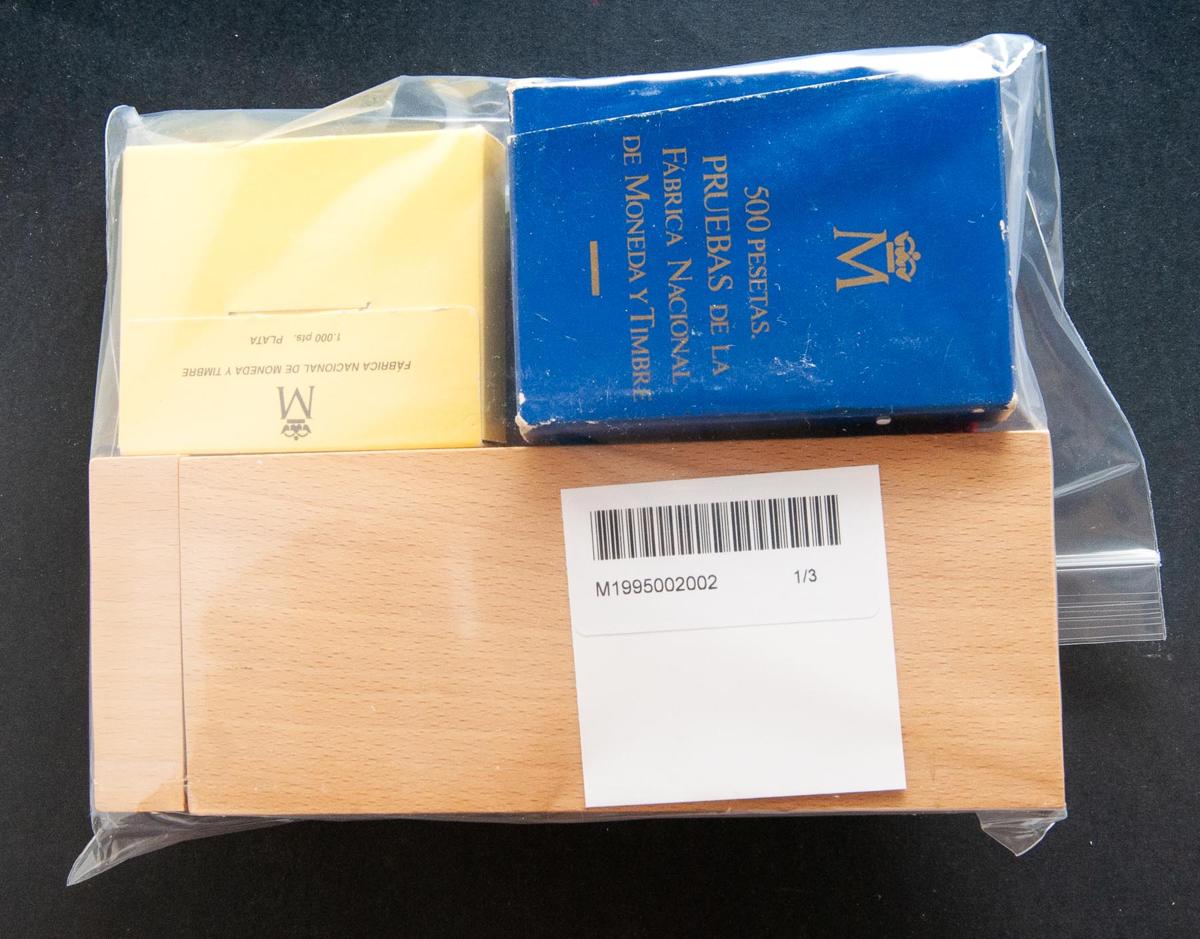 M
500 PESETAS.
PRUEBAS DE LA
FÁBRICA NACIONAL
DE MONEDA Y TIMBRE
M
FÁBRICA NACIONAL DE MONEDA Y TIMBRE
1.000 pts. PLATA
M1995002002 1/3